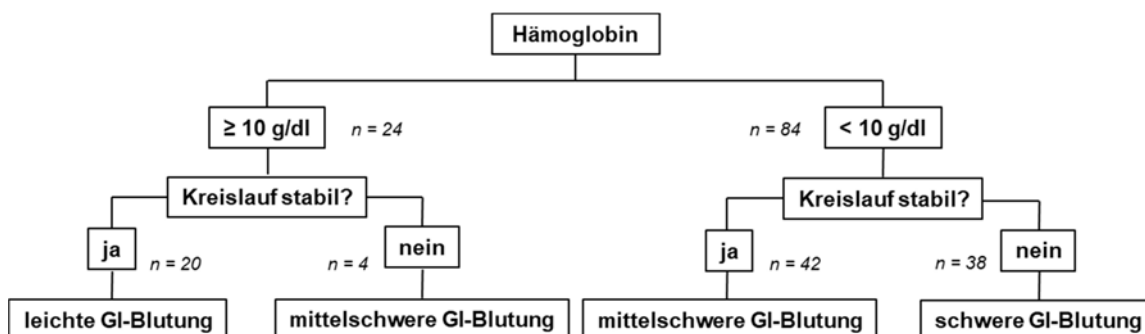 Hämoglobin
≥ 10 g/dl
n = 24
n = 84
< 10 g/dl
Kreislauf stabil?
Kreislauf stabil?
ja
n = 20
n = 4
nein
ja
n = 42
n = 38
nein
leichte GI-Blutung
mittelschwere GI-Blutung
mittelschwere GI-Blutung
schwere GI-Blutung